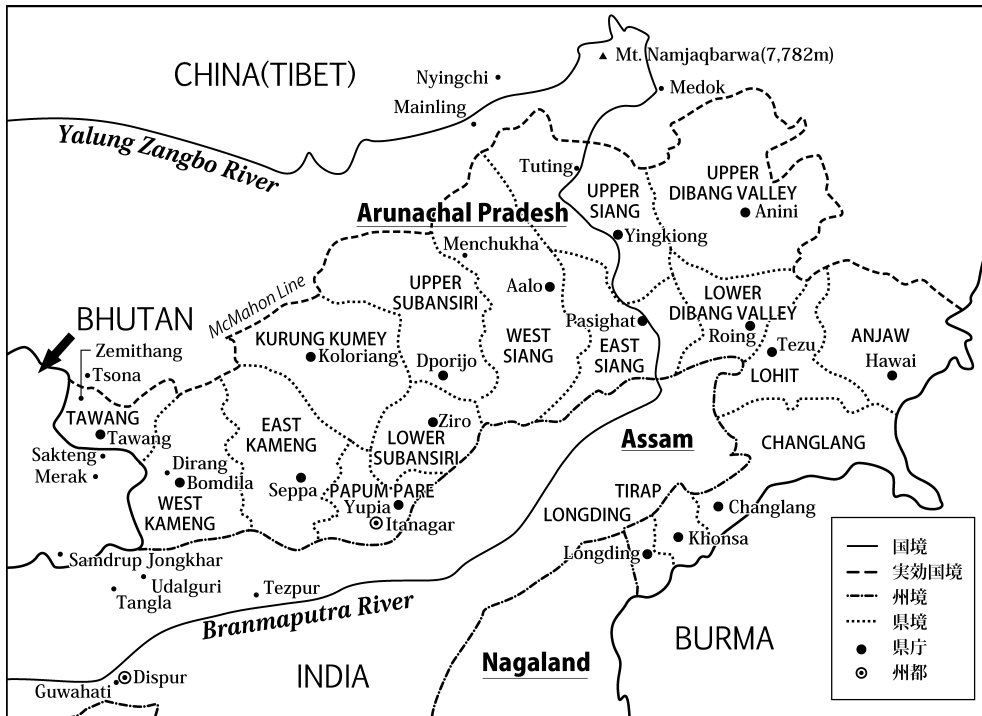 CHINA(TIBET)
Mt. Namjaqbarwa(7,782m)
Nyingchi
Medok
Mainling
Yalung Zangbo River
Tuting
UPPER
SIANG
UPPER
DIBANG VALLEY
Anini
Arunachal Pradesh
Yingkiong
Menchukha
McMahon Line
UPPER
SUBANSIRI
Aalo
LOWER
DIBANG VALLEY
BHUTAN
KURUNG KUMEY
Koloriang
WEST
SIANG
Pasighat
EAST
SIANG
Roing
Tezu
ANJAW
Hawai
Zemithang
Tsona
Dporijo
LOHIT
TAWANG
Tawang
EAST
KAMENG
Ziro
LOWER
SUBANSIRI
Assam
CHANGLANG
Sakteng
Merak
Dirang
Bomdila
WEST
KAMENG
Seppa
PAPUM PARE
Yupia
Itanagar
TIRAP
LONGDING
Changlang
Khonsa
Longding
Samdrup Jongkhar
Udalguri
Tangla
Tezpur
Branmaputra River
BURMA
Nagaland
INDIA
Dispur
Guwahati
国境
実効国境
州境
県境
県庁
州都